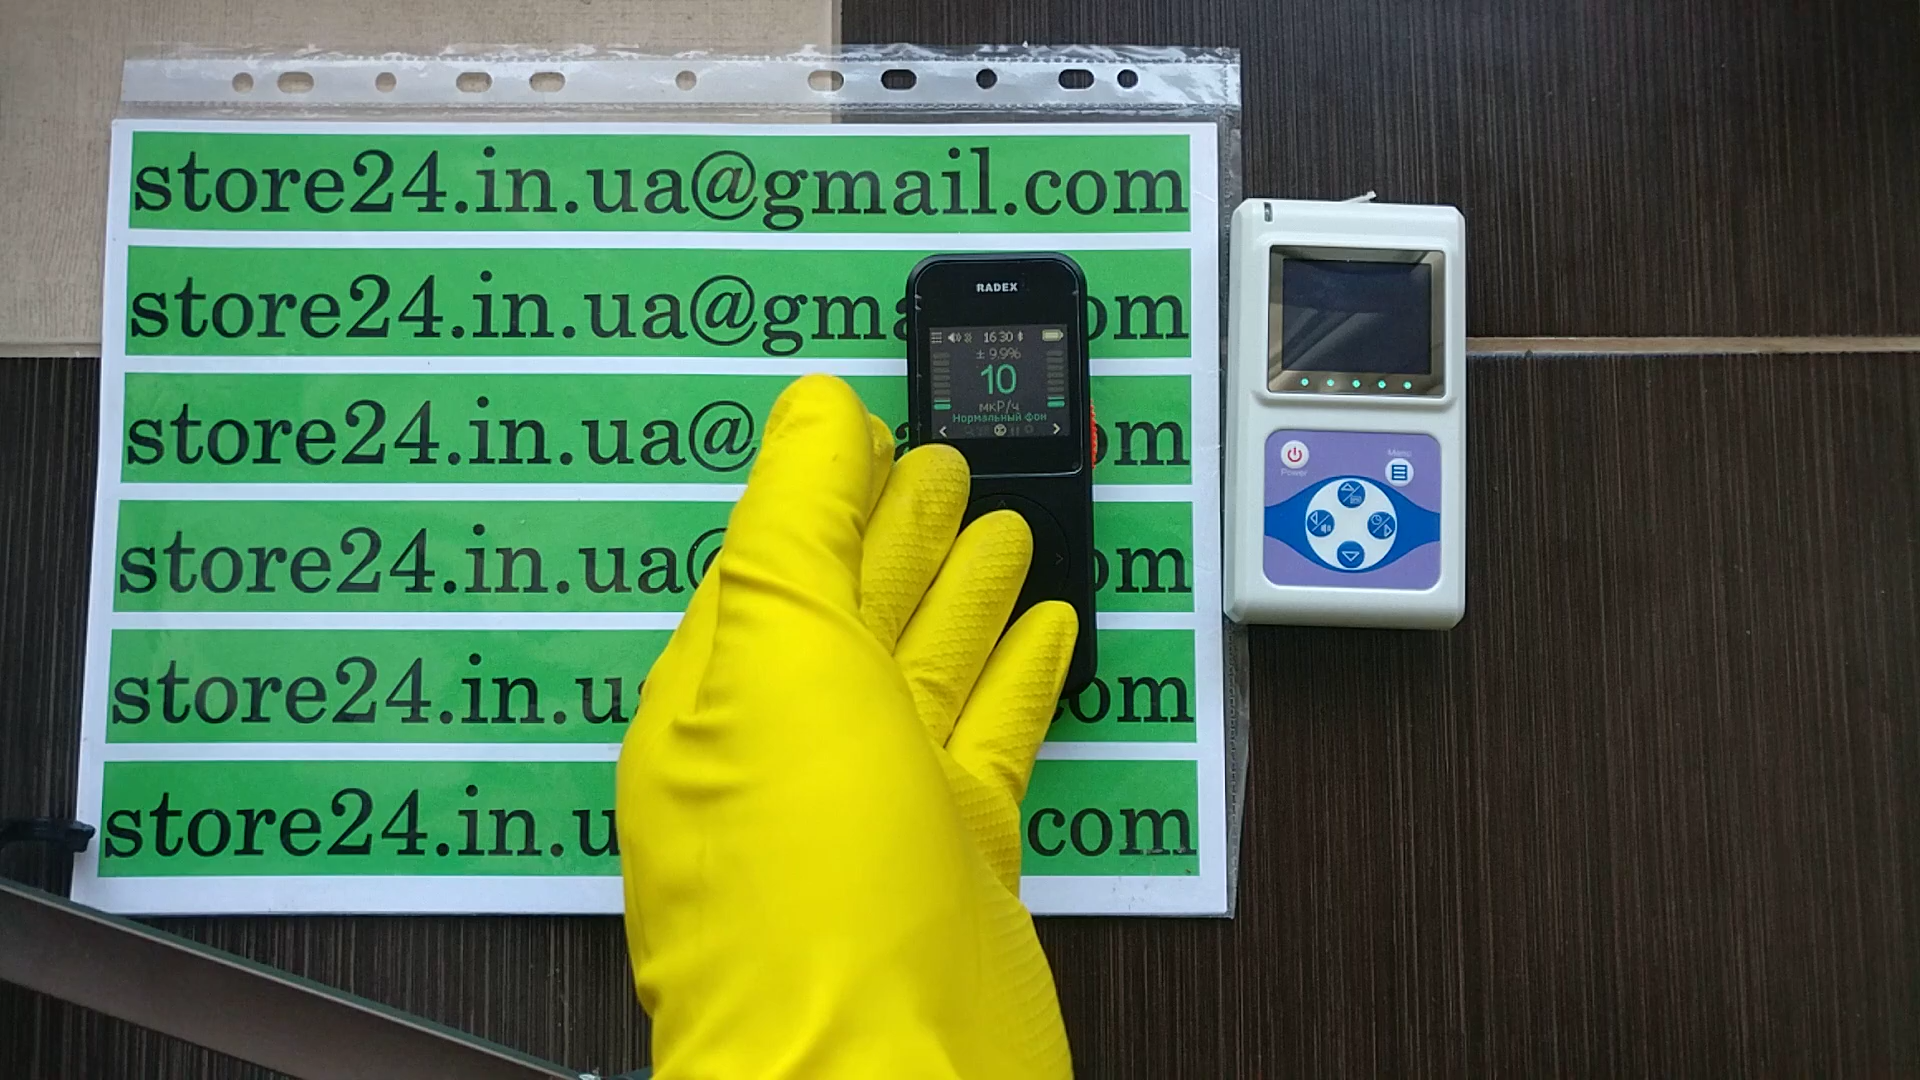 store24.in.ua@gmail.com
store24.in.ua@gma om
RADEX
16 30
± 9.9%
10
мкР/ч
Нормальный фон
store24.in.ua@ a om
store24.in.ua om
store24.in.u om
store24.in.u com
Power
Menu